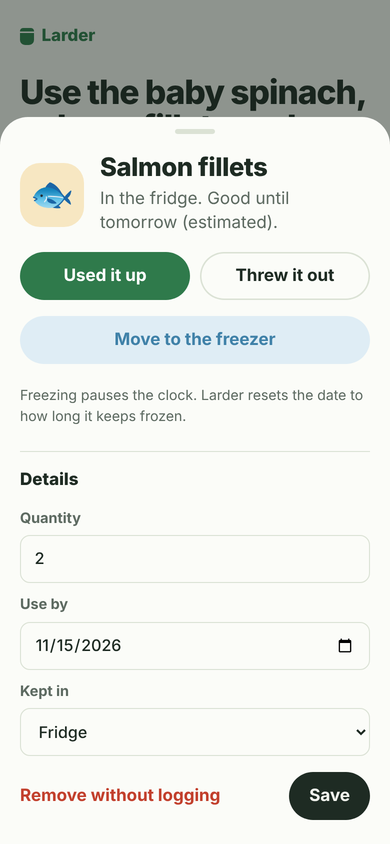 Larder
Use the baby spinach,
Salmon fillets
In the fridge. Good until
tomorrow (estimated).
Used it up
Threw it out
Move to the freezer
Freezing pauses the clock. Larder resets the date to
how long it keeps frozen.
Details
Quantity
2
Use by
11/15/2026
Kept in
Fridge
Remove without logging
Save